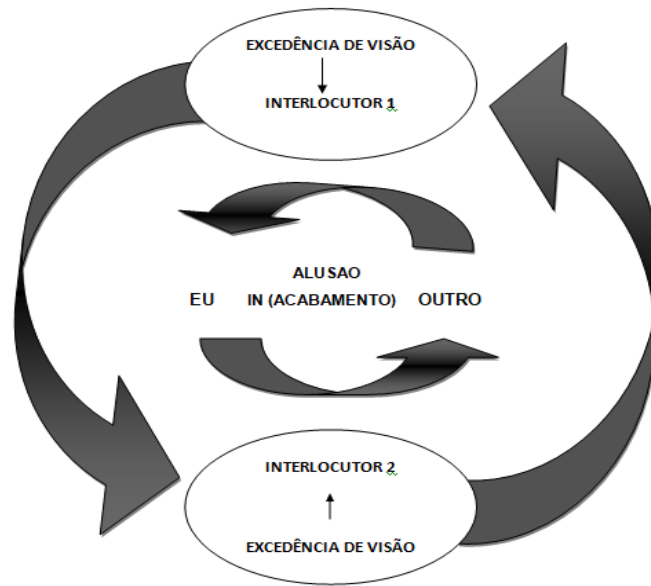 EXCEDÊNCIA DE VISÃO
INTERLOCUTOR 1
ALUSAO
EU IN (ACABAMENTO) OUTRO
INTERLOCUTOR 2
EXCEDÊNCIA DE VISÃO